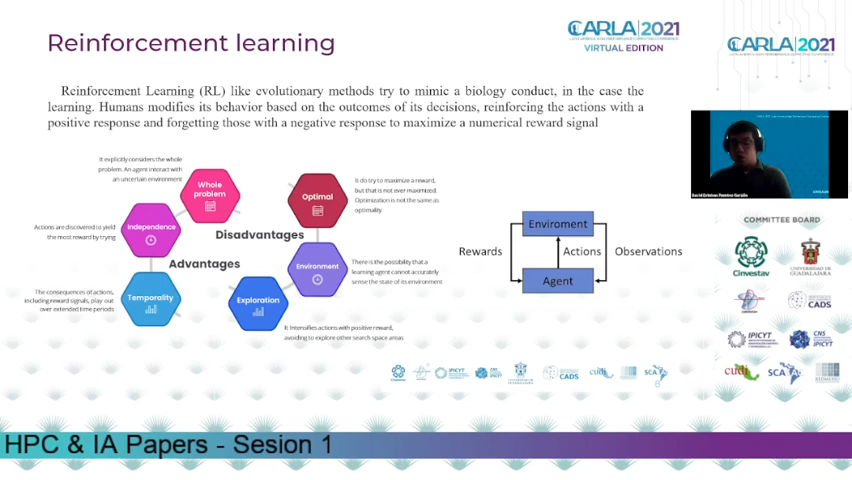 Reinforcement learning
CARLA|2021
VIRTUAL EDITION
CARLA|2021
Reinforcement Learning (RL) like evolutionary methods try to mimic a biology conduct, in the case the
learning. Humans modifies its behavior based on the outcomes of its decisions, reinforcing the actions with a
positive response and forgetting those with a negative response to maximize a numerical reward signal
It explicitly considers the whole
problem. An agent interact with
an uncertain environment
Whole
problem
Optimal
It do try to maximize a reward,
but that is not ever maximized.
Optimization is not the same as
optimality
Actions are discovered to yield
the most reward by trying
Independence
Disadvantages
Advantages
Environment
There is the possibility that a
learning agent cannot accurately
sense the state of its environment
The consequences of actions,
including reward signals, play out
over extended time periods
Temporality
Exploration
It Intensifies actions with positive reward,
avoiding to explore other search space areas
Enviroment
Rewards
Actions
Observations
Agent
COMMITTEE BOARD
Cinvestav
UNIVERSIDAD DE
GUADALAJARA
CADS
IPICYT
CNS
IPICYT
cudi
SCA
IPICYT
CADS
cudi
SCA
6
HPC & IA Papers - Sesion 1